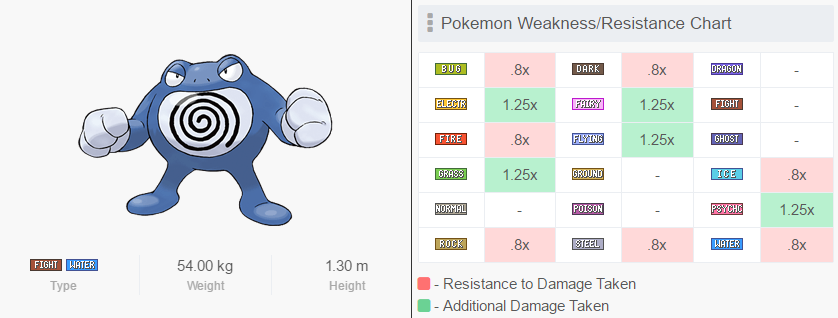 FIGHT WATER 54.00 kg 1.30 m
Type Weight Height
Pokemon Weakness/Resistance Chart
BUG .8x DARK .8x DRAGON -
ELECTR 1.25x FAIRY 1.25x FIGHT -
FIRE .8x FLYING 1.25x GHOST -
GRASS 1.25x GROUND - ICE .8x
NORMAL - POISON - PSYCHC 1.25x
ROCK .8x STEEL .8x WATER .8x
- Resistance to Damage Taken
- Additional Damage Taken